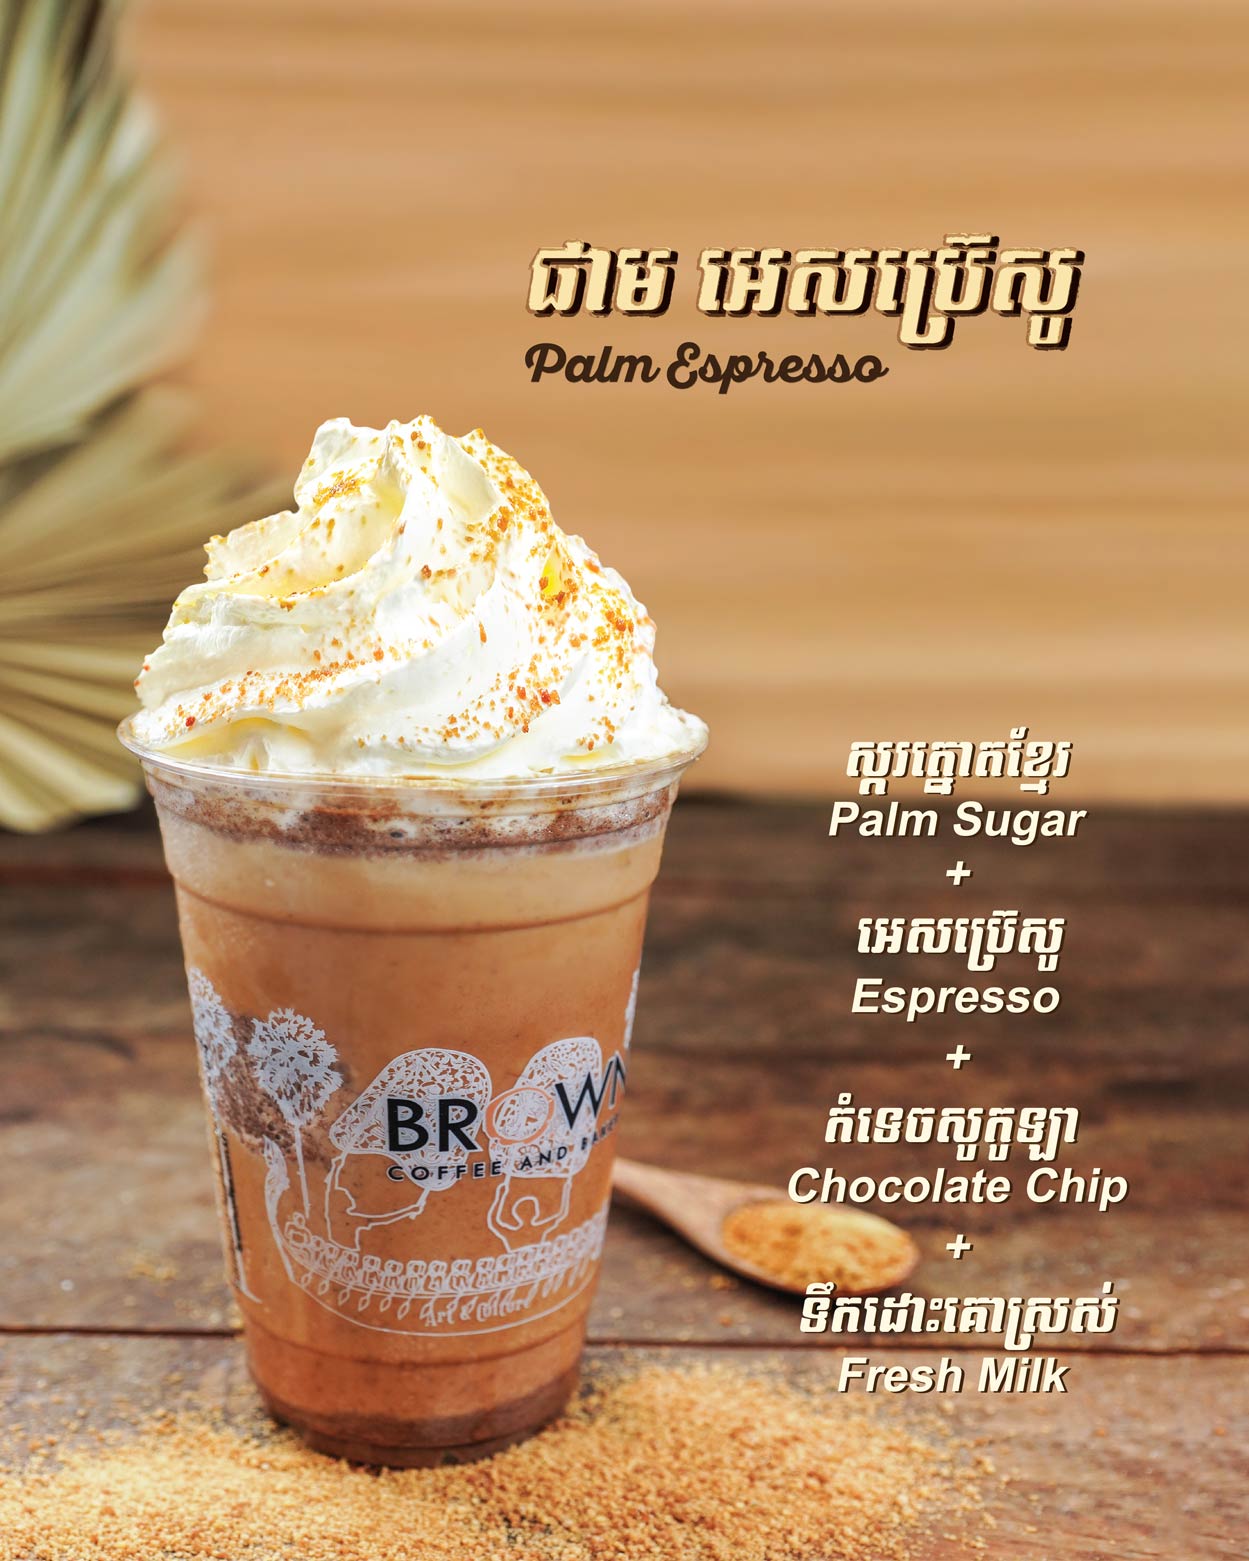 ផាម អេសប្រ៊េសូ
Palm Espresso
ស្ករត្នោតខ្មែរ
Palm Sugar
+
អេសប្រ៊េសូ
Espresso
+
កំទេចសូកូឡា
Chocolate Chip
+
ទឹកដោះគោស្រស់
Fresh Milk
BROWN
COFFEE AND
Art & Culture